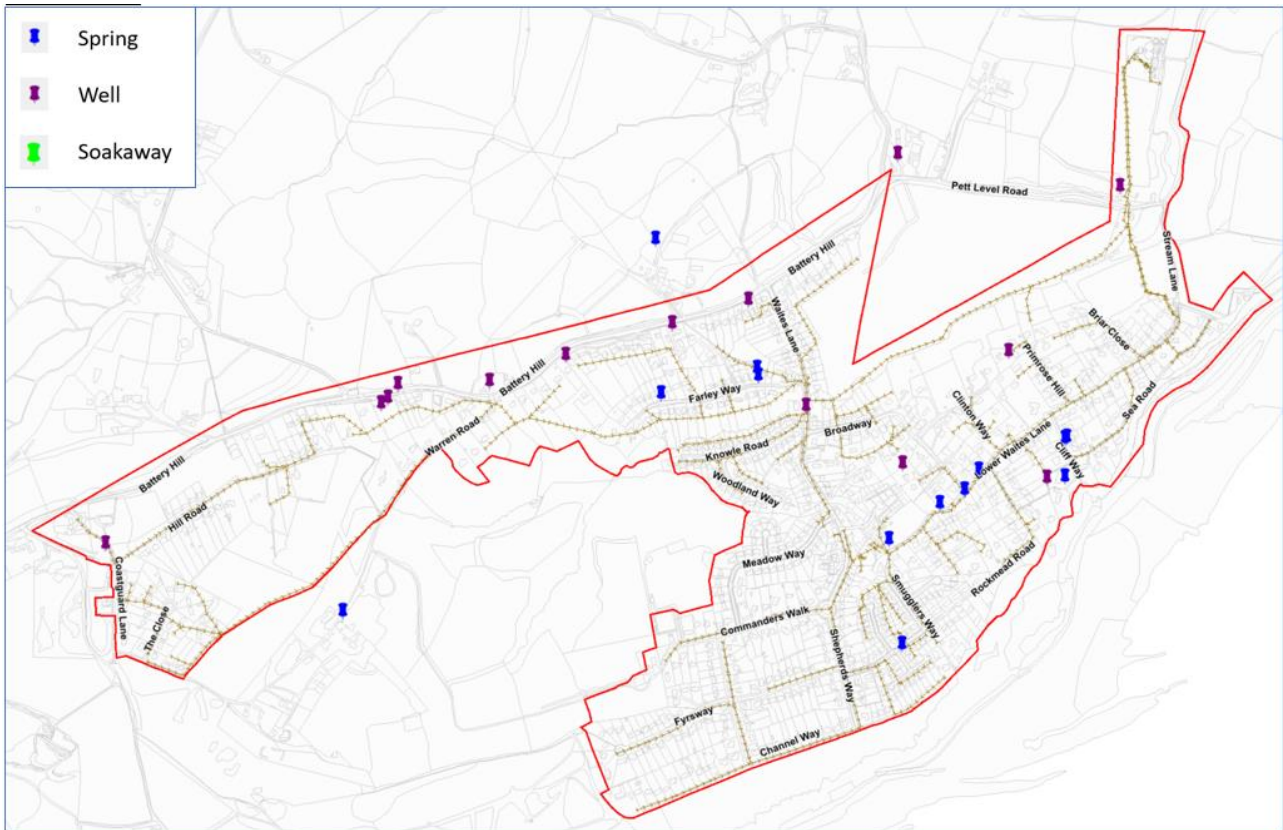 Spring
Well
Soakaway
Pett Level Road
Stream Lane
Battery Hill
Waites Lane
Briar Close
Primrose Hill
Battery Hill
Farley Way
Sea Road
Warren Road
Broadway
Clinton Way
Knowle Road
Lower Waites Lane
Cliff Way
Battery Hill
Woodland Way
Hill Road
Meadow Way
Rockmead Road
Coastguard Lane
The Close
Commanders Walk
Smugglers Way
Shepherds Way
Fyrsway
Channel Way